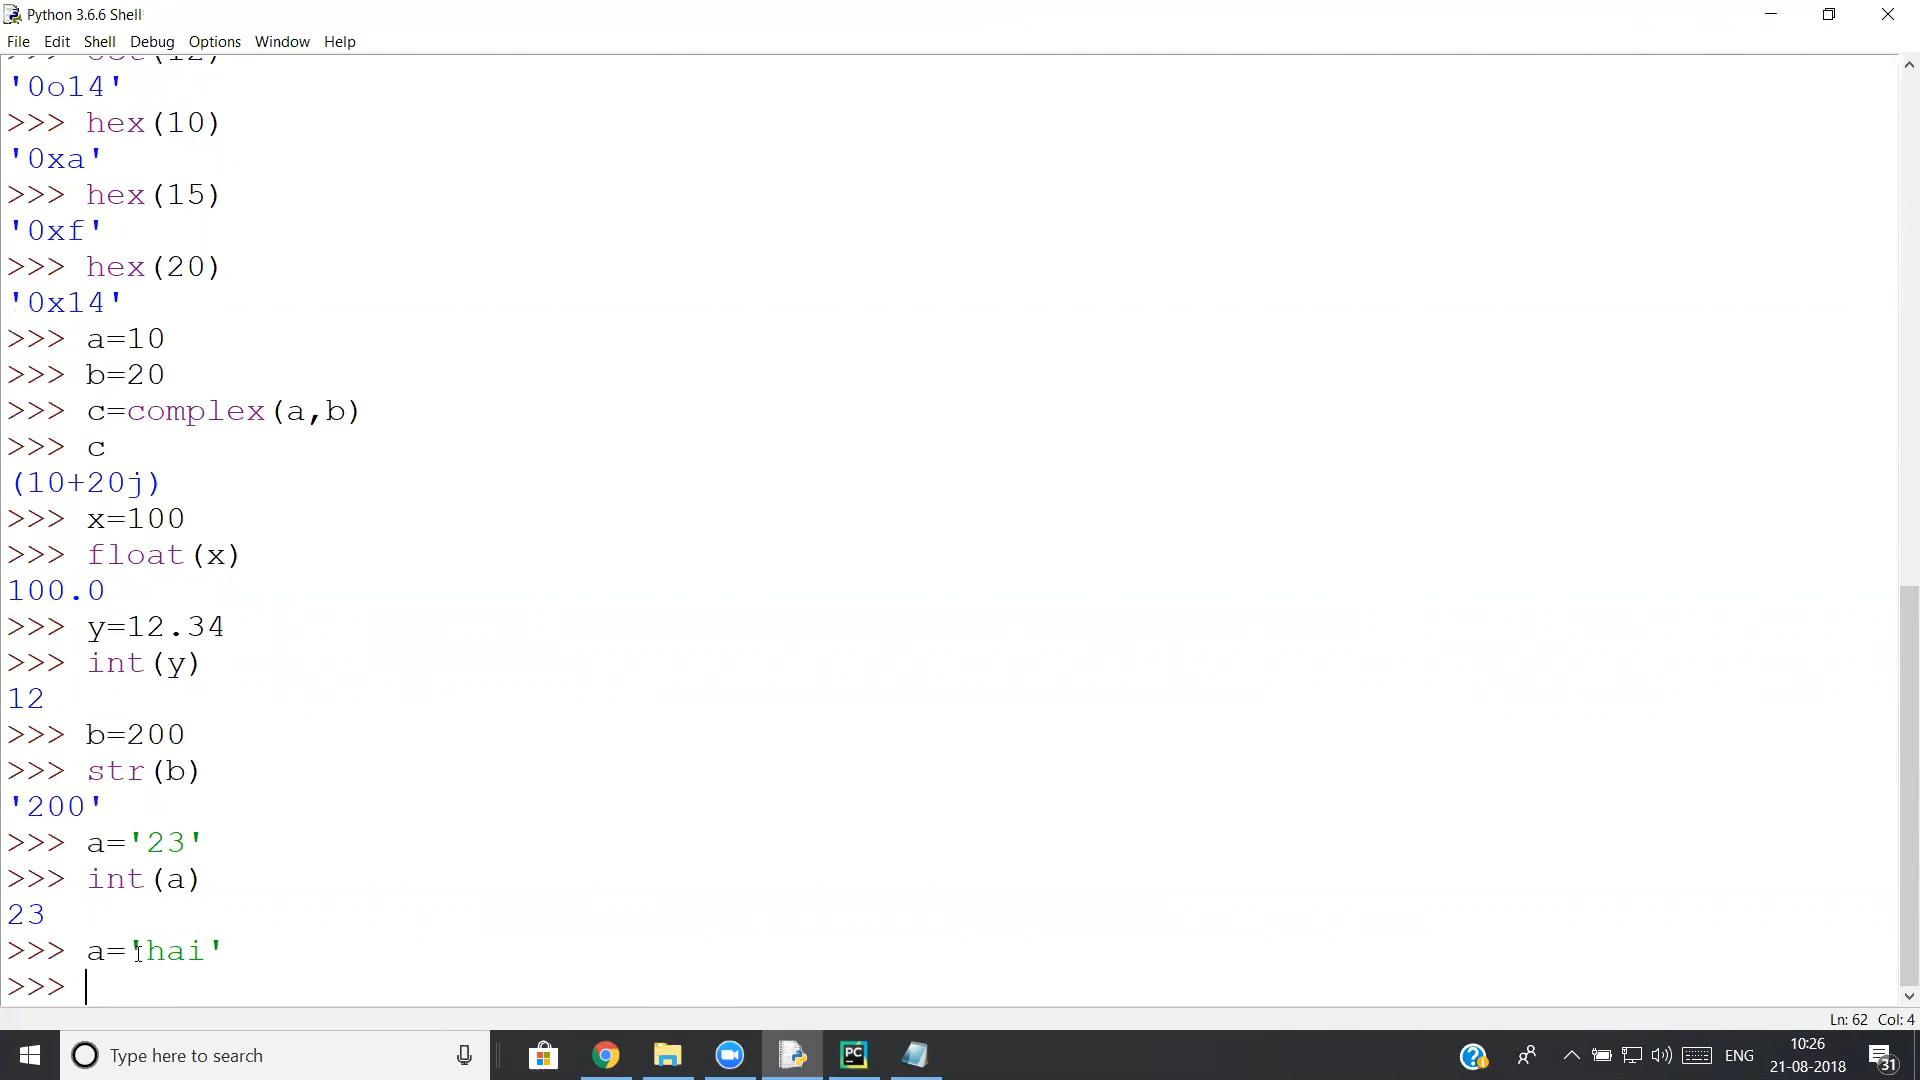 Python 3.6.6 Shell
File Edit Shell Debug Options Window Help
'0o14'
>>> hex(10)
'0xa'
>>> hex(15)
'0xf'
>>> hex(20)
'0x14'
>>> a=10
>>> b=20
>>> c=complex(a,b)
>>> c
(10+20j)
>>> x=100
>>> float(x)
100.0
>>> y=12.34
>>> int(y)
12
>>> b=200
>>> str(b)
'200'
>>> a='23'
>>> int(a)
23
>>> a='hai'
>>>
Ln: 62 Col: 4
Type here to search
PC
ENG
10:26
21-08-2018
31